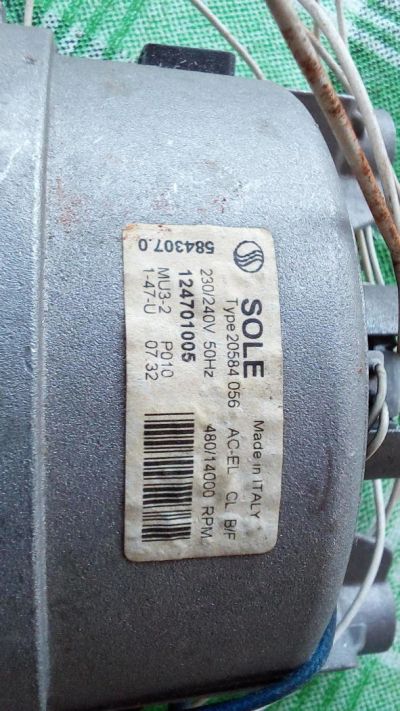 SOLE
Made in ITALY
Type 20584.056 AC-EL CL B/F
230/240V 50Hz 480/14000 RPM
124701005
MU3-2 P010
1-47-U 07 32
584307.0